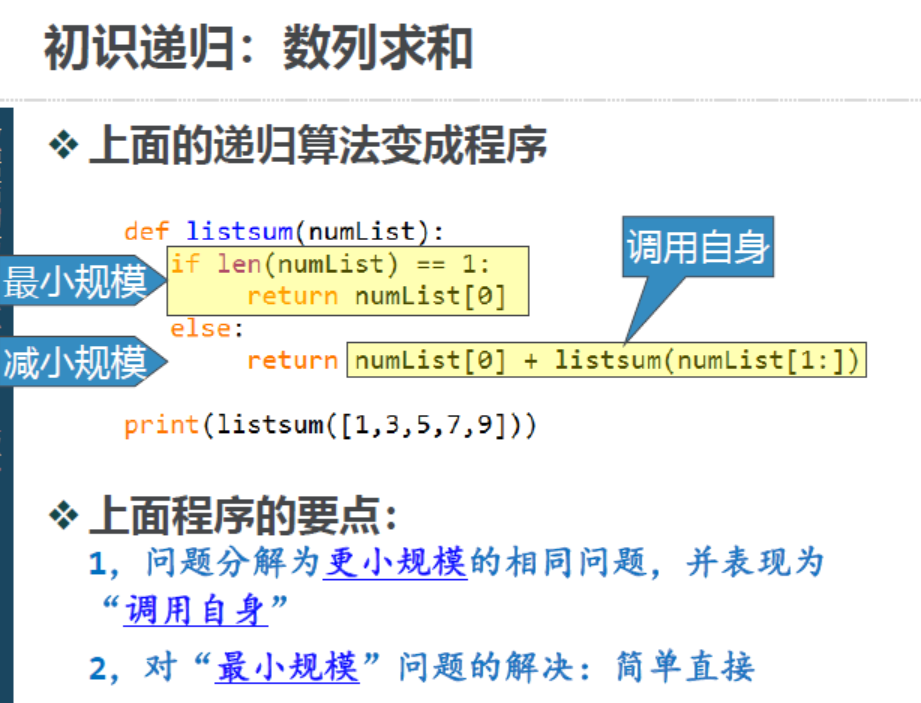 初识递归：数列求和
❖ 上面的递归算法变成程序
def listsum(numList):
if len(numList) == 1:
return numList[0]
else:
return numList[0] + listsum(numList[1:])
print(listsum([1,3,5,7,9]))
最小规模
减小规模
调用自身
❖ 上面程序的要点：
1，问题分解为更小规模的相同问题，并表现为
“调用自身”
2，对“最小规模”问题的解决：简单直接